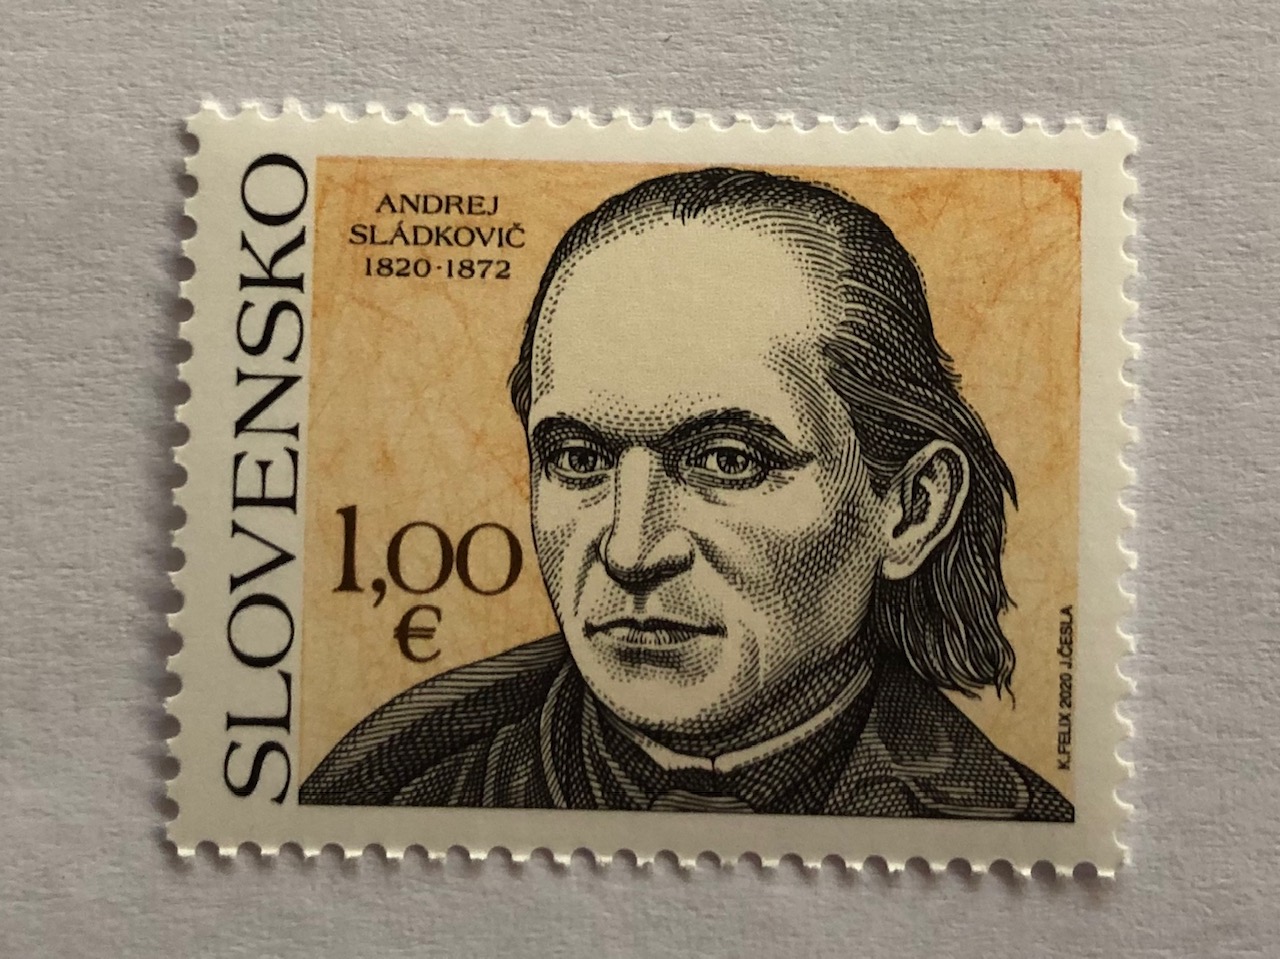 SLOVENSKO
ANDREJ
SLÁDKOVIČ
1820-1872
1,00
€
K.FELIX 2020 J.ČESLA